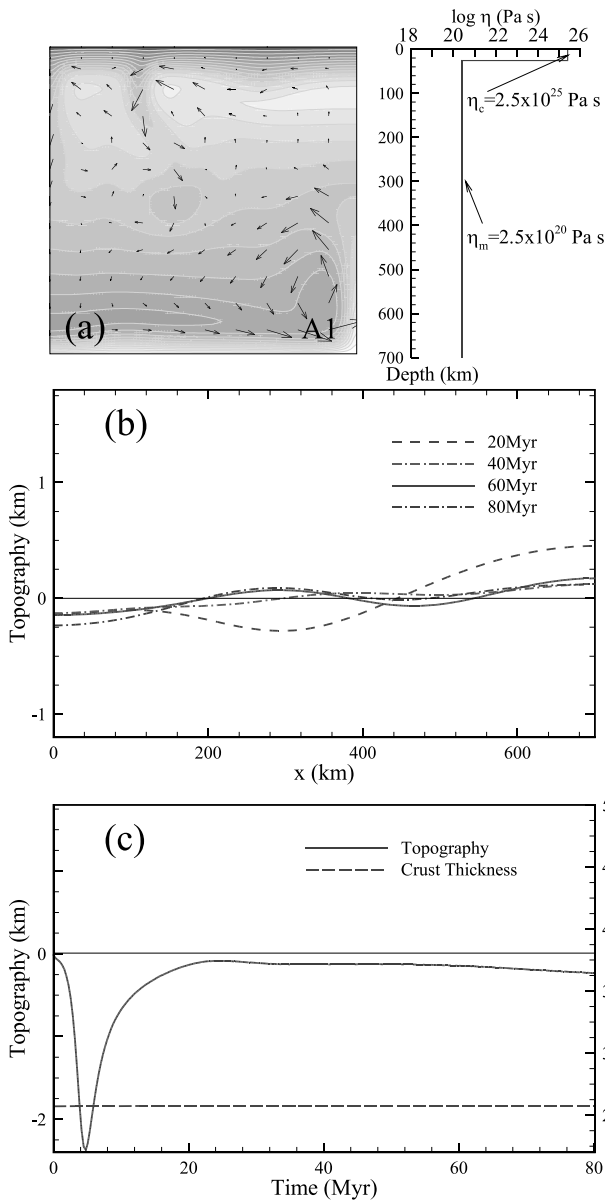 log η (Pa s)
18 20 22 24 26
0
100
200
300
400
500
600
700
Depth (km)
η_c=2.5x10^25 Pa s
η_m=2.5x10^20 Pa s
(a)
A1
(b)
20Myr
40Myr
60Myr
80Myr
Topography (km)
1
0
-1
0 200 400 600
x (km)
(c)
Topography
Crust Thickness
Topography (km)
0
-2
0 20 40 60 80
Time (Myr)